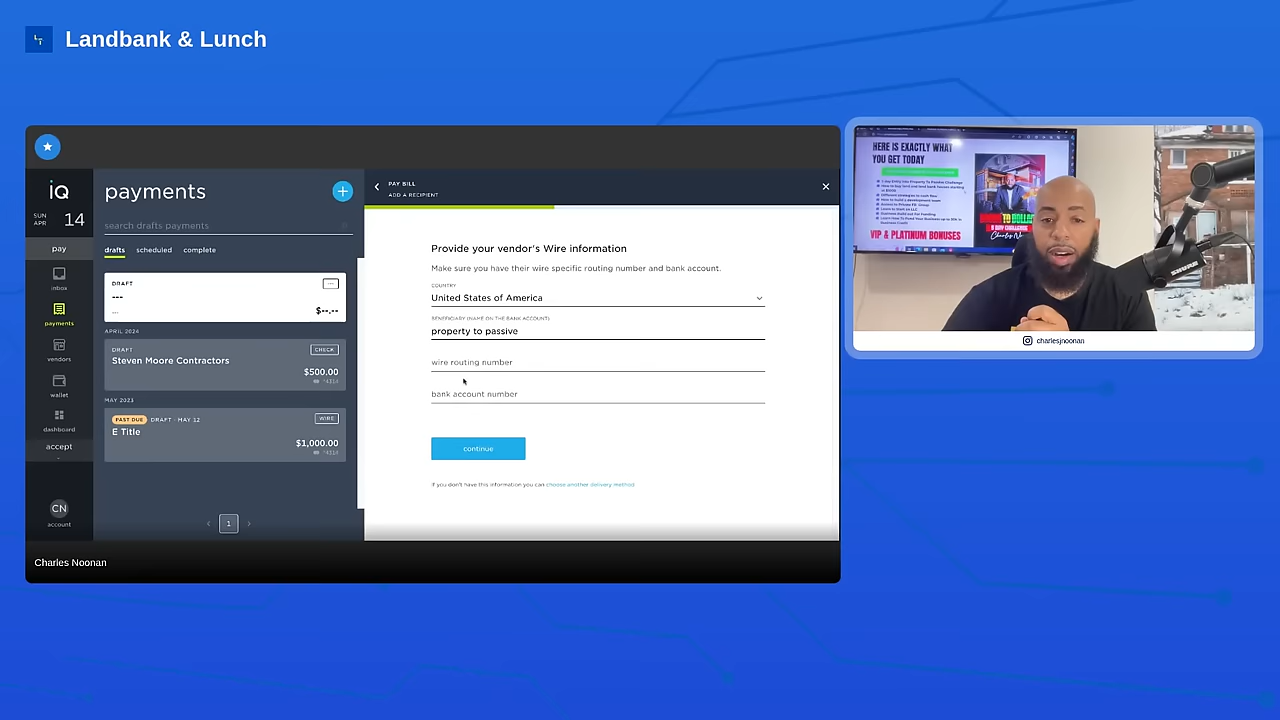 Landbank & Lunch
iQ
SUN
APR
14
pay
inbox
payments
vendors
wallet
dashboard
accept
CN
account
payments
search drafts payments
drafts scheduled complete
DRAFT
---
...
$--.--
APRIL 2024
DRAFT
CHECK
Steven Moore Contractors
$500.00
MAY 2023
PAST DUE DRAFT - MAY 12
WIRE
E Title
$1,000.00
1
PAY BILL
ADD A RECIPIENT
Provide your vendor's Wire information
Make sure you have their wire specific routing number and bank account.
COUNTRY
United States of America
BENEFICIARY (NAME ON THE BANK ACCOUNT)
property to passive
wire routing number
bank account number
continue
If you don't have this information you can choose another delivery method
Charles Noonan
HERE IS EXACTLY WHAT
YOU GET TODAY
VIP & PLATINUM BONUSES
SHURE
charlesjnoonan